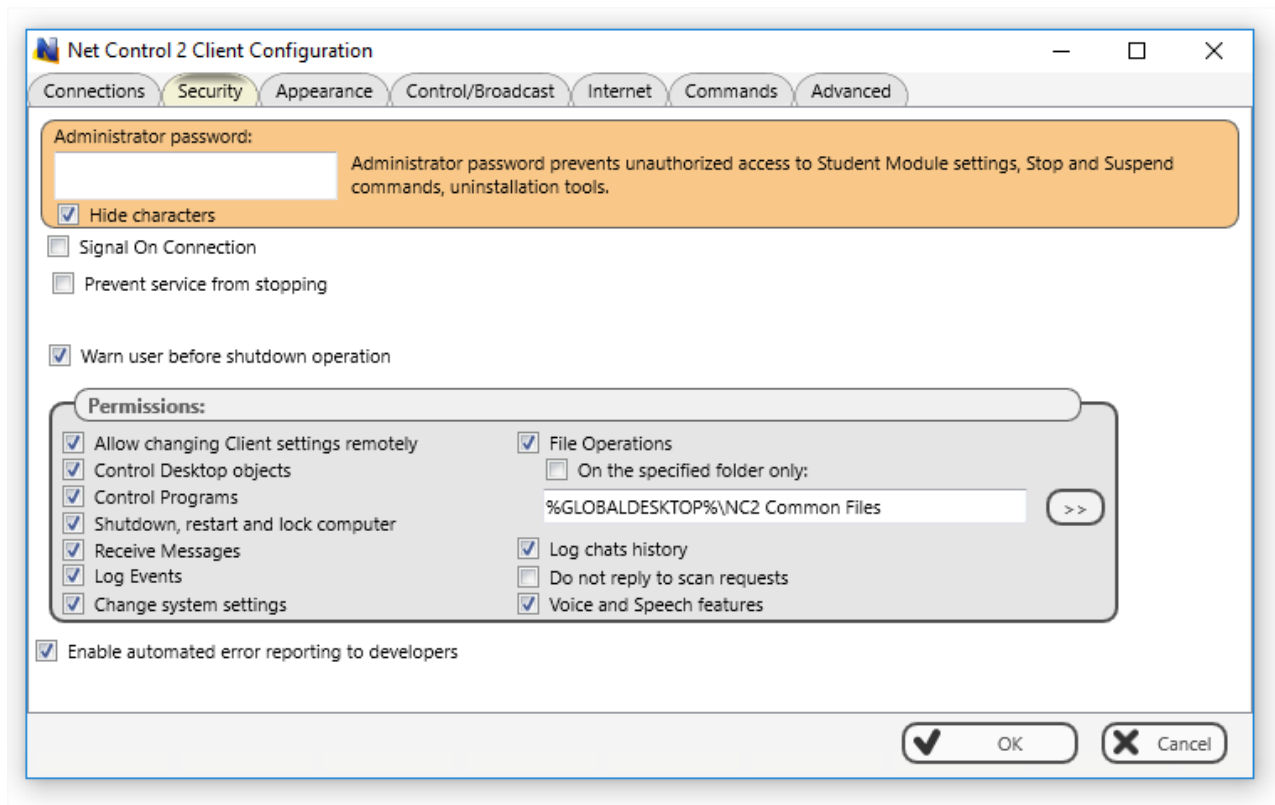 Net Control 2 Client Configuration
Connections Security Appearance Control/Broadcast Internet Commands Advanced
Administrator password:
Administrator password prevents unauthorized access to Student Module settings, Stop and Suspend
commands, uninstallation tools.
Hide characters
Signal On Connection
Prevent service from stopping
Warn user before shutdown operation
Permissions:
Allow changing Client settings remotely
Control Desktop objects
Control Programs
Shutdown, restart and lock computer
Receive Messages
Log Events
Change system settings
File Operations
On the specified folder only:
%GLOBALDESKTOP%\NC2 Common Files
>>
Log chats history
Do not reply to scan requests
Voice and Speech features
Enable automated error reporting to developers
OK Cancel